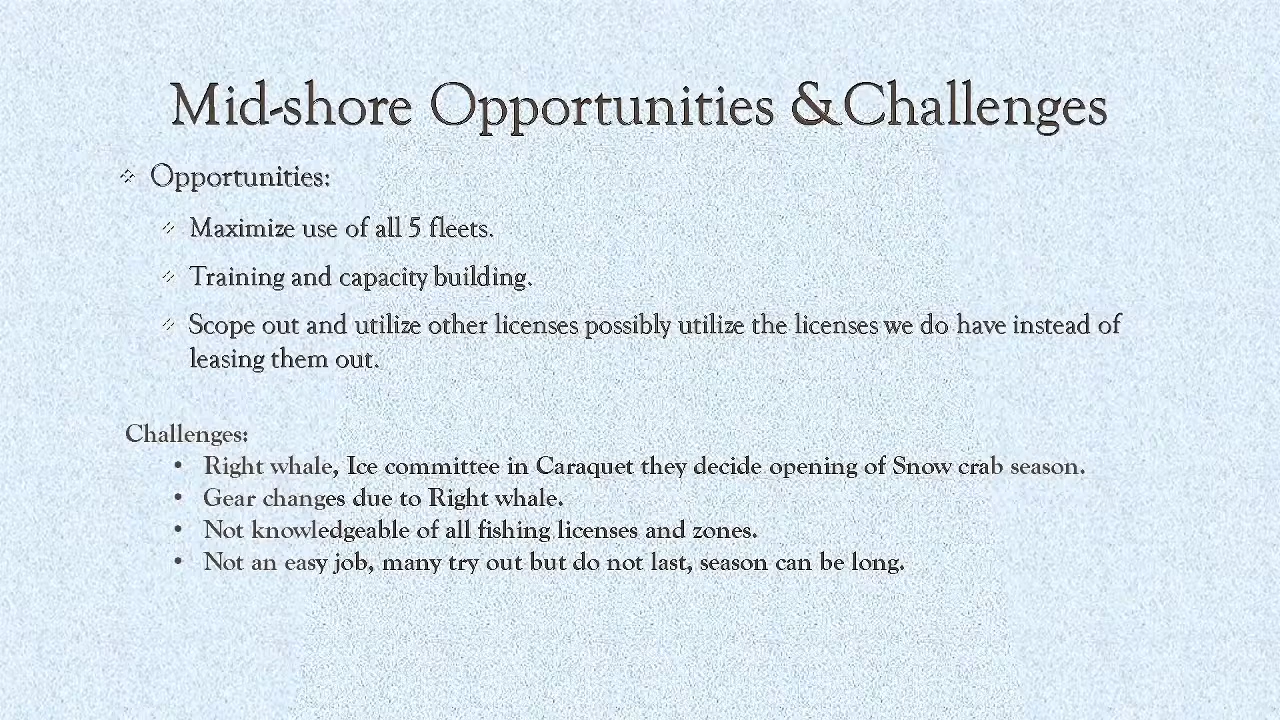 Mid-shore Opportunities &Challenges
Opportunities:
Maximize use of all 5 fleets.
Training and capacity building.
Scope out and utilize other licenses possibly utilize the licenses we do have instead of
leasing them out.
Challenges:
• Right whale, Ice committee in Caraquet they decide opening of Snow crab season.
• Gear changes due to Right whale.
• Not knowledgeable of all fishing licenses and zones.
• Not an easy job, many try out but do not last, season can be long.